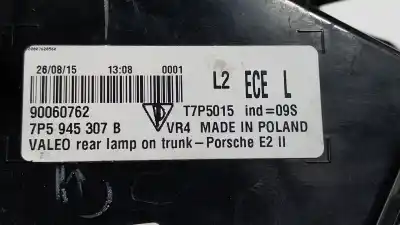 26/08/15 13:08 0001
L2 ECE L
90060762 T7P5015 ind=09S
7P5 945 307 B VR4 MADE IN POLAND
VALEO rear lamp on trunk-Porsche E2 II